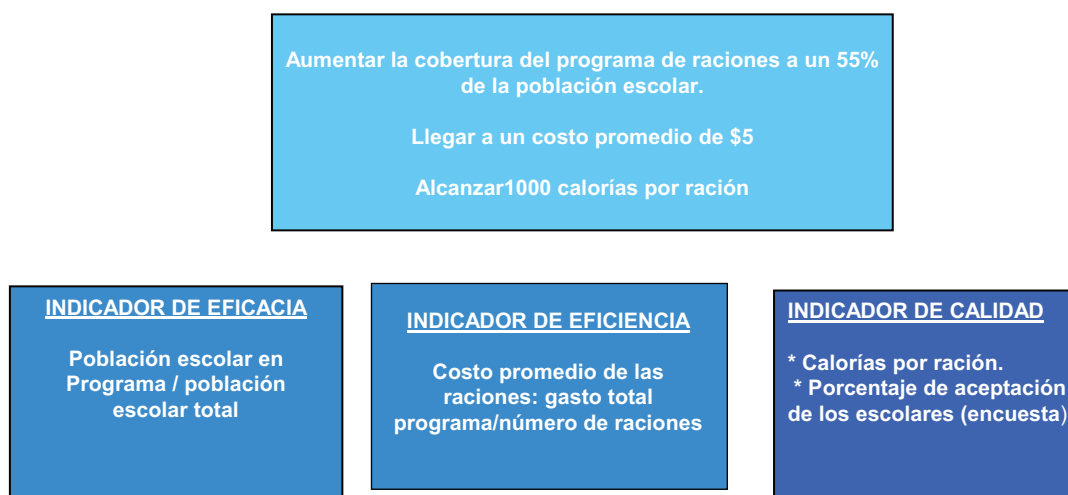 Aumentar la cobertura del programa de raciones a un 55%
de la población escolar.
Llegar a un costo promedio de $5
Alcanzar1000 calorías por ración
INDICADOR DE EFICACIA
Población escolar en
Programa / población
escolar total
INDICADOR DE EFICIENCIA
Costo promedio de las
raciones: gasto total
programa/número de raciones
INDICADOR DE CALIDAD
* Calorías por ración.
* Porcentaje de aceptación
de los escolares (encuesta)